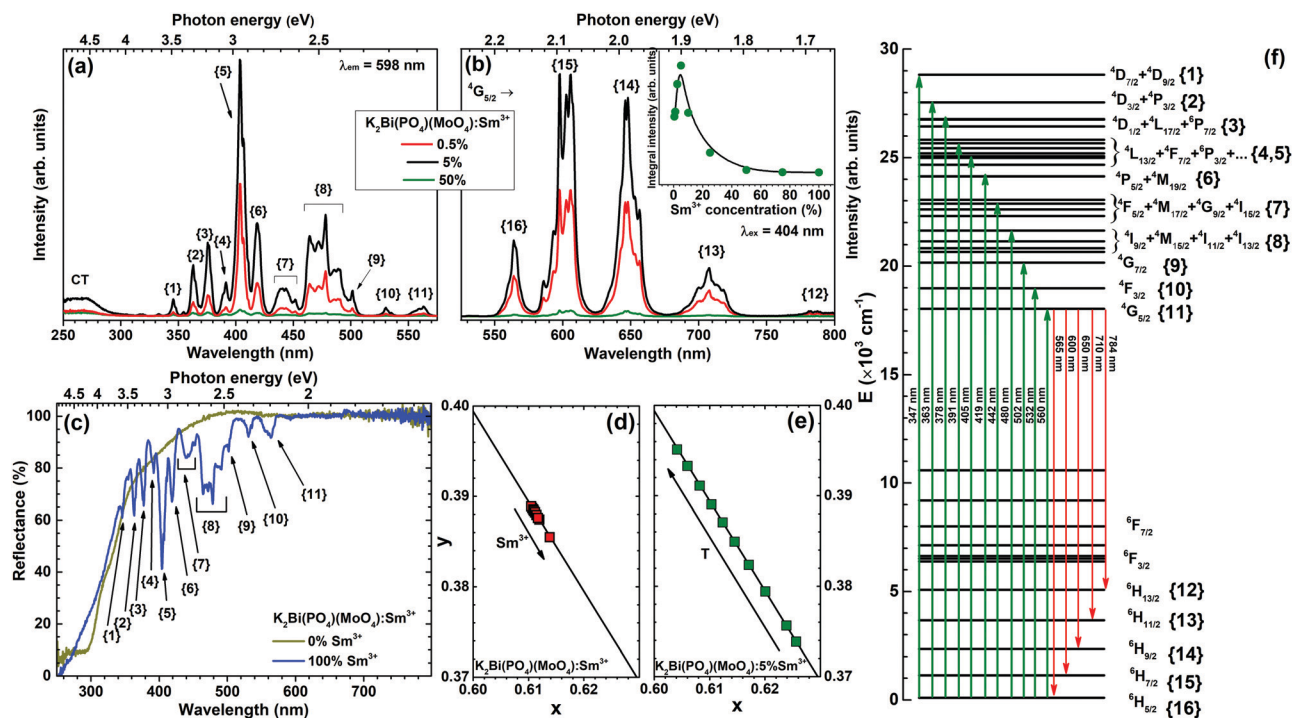 Photon energy (eV)
4.5 4 3.5 3 2.5
(a)
λem = 598 nm
{5}
K2Bi(PO4)(MoO4):Sm³⁺
0.5%
5%
50%
{8}
{6}
{3}
{2}
{4}
{7}
{9}
CT
{1}
{10}
{11}
Intensity (arb. units)
250 300 350 400 450 500 550
Wavelength (nm)
Photon energy (eV)
2.2 2.1 2.0 1.9 1.8 1.7
(b)
{15}
⁴G5/2 →
{14}
{16}
{13}
{12}
Integral intensity (arb. units)
0 20 40 60 80 100
Sm³⁺ concentration (%)
λex = 404 nm
550 600 650 700 750 800
Wavelength (nm)
Intensity (arb. units)
Photon energy (eV)
4.5 4 3.5 3 2.5 2
(c)
100
80
60
40
20
0
Reflectance (%)
{1}
{2}
{3}
{4}
{5}
{6}
{7}
{8}
{9}
{10}
{11}
K2Bi(PO4)(MoO4):Sm³⁺
0% Sm³⁺
100% Sm³⁺
300 400 500 600 700
Wavelength (nm)
(d)
0.40
0.39
0.38
0.37
y
Sm³⁺
K2Bi(PO4)(MoO4):Sm³⁺
0.60 0.61 0.62
x
(e)
0.40
0.39
0.38
0.37
T
K2Bi(PO4)(MoO4):5%Sm³⁺
0.60 0.61 0.62
x
(f)
E (×10³ cm⁻¹)
30
25
20
15
10
5
0
⁴D7/2+⁴D9/2 {1}
⁴D3/2+⁴P3/2 {2}
⁴D1/2+⁴L17/2+⁶P7/2 {3}
⁴L13/2+⁴F7/2+⁶P3/2+... {4,5}
⁴P5/2+⁴M19/2 {6}
⁴F5/2+⁴M17/2+⁴G9/2+⁴I15/2 {7}
⁴I9/2+⁴M15/2+⁴I11/2+⁴I13/2 {8}
⁴G7/2 {9}
⁴F3/2 {10}
⁴G5/2 {11}
347 nm
363 nm
378 nm
391 nm
405 nm
419 nm
442 nm
480 nm
502 nm
532 nm
560 nm
565 nm
600 nm
650 nm
710 nm
784 nm
⁶F7/2
⁶F3/2
⁶H13/2 {12}
⁶H11/2 {13}
⁶H9/2 {14}
⁶H7/2 {15}
⁶H5/2 {16}